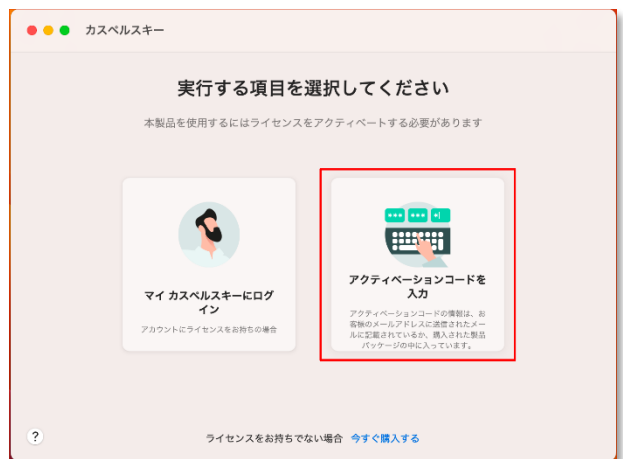 カスペルスキー
実行する項目を選択してください
本製品を使用するにはライセンスをアクティベートする必要があります
マイ カスペルスキーにログ
イン
アカウントにライセンスをお持ちの場合
アクティベーションコードを
入力
アクティベーションコードの情報は、お
客様のメールアドレスに送信されたメー
ルに記載されているか、購入された製品
パッケージの中に入っています。
?
ライセンスをお持ちでない場合 今すぐ購入する